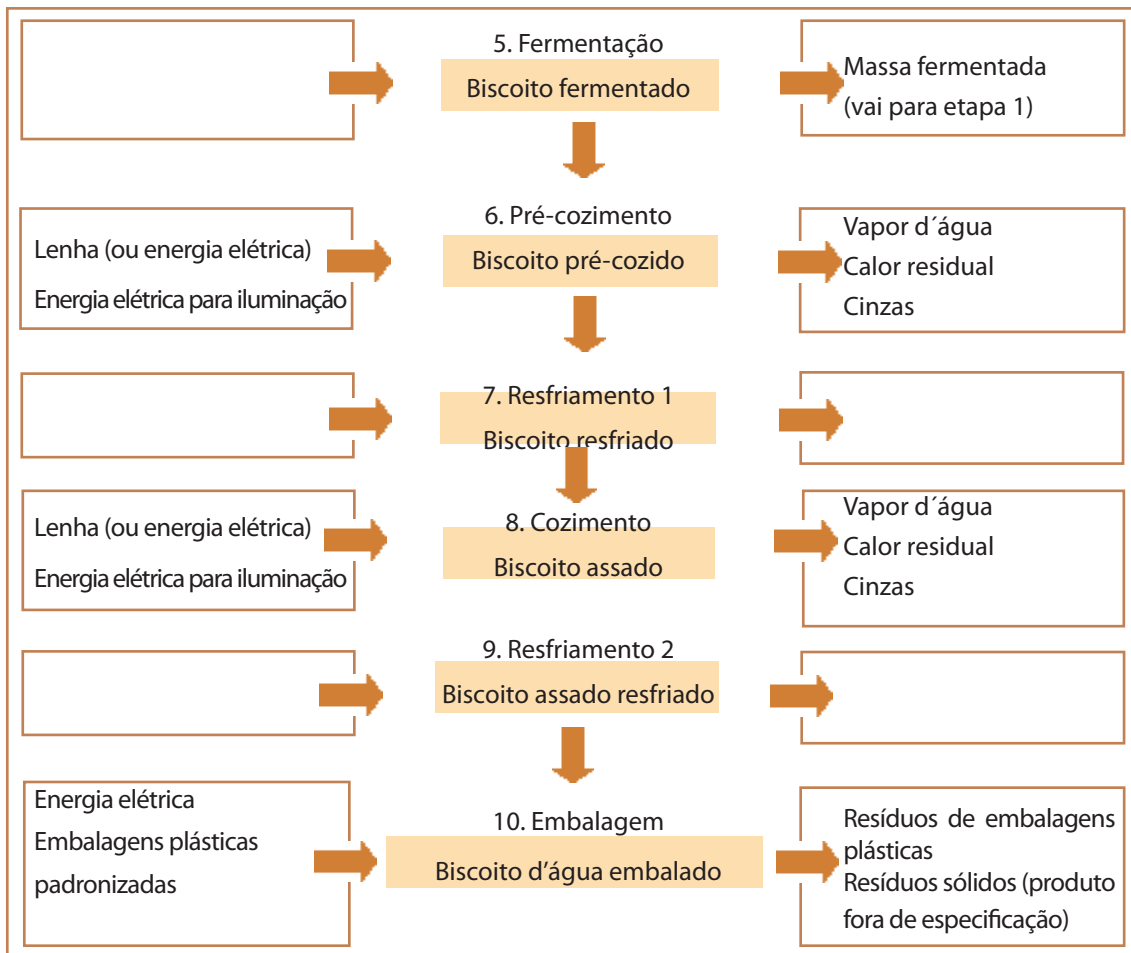 5. Fermentação
Biscoito fermentado
Massa fermentada
(vai para etapa 1)
Lenha (ou energia elétrica)
Energia elétrica para iluminação
6. Pré-cozimento
Biscoito pré-cozido
Vapor d´água
Calor residual
Cinzas
7. Resfriamento 1
Biscoito resfriado
Lenha (ou energia elétrica)
Energia elétrica para iluminação
8. Cozimento
Biscoito assado
Vapor d´água
Calor residual
Cinzas
9. Resfriamento 2
Biscoito assado resfriado
Energia elétrica
Embalagens plásticas
padronizadas
10. Embalagem
Biscoito d’água embalado
Resíduos de embalagens
plásticas
Resíduos sólidos (produto
fora de especificação)